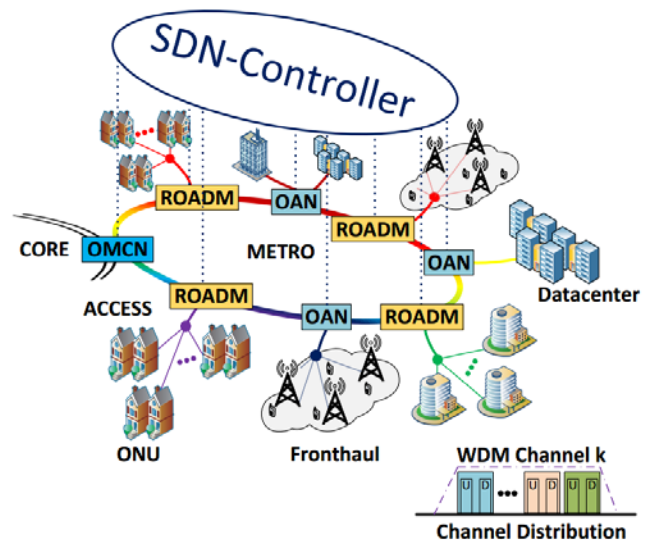 SDN-Controller
ROADM
OAN
ROADM
CORE
OMCN
METRO
OAN
Datacenter
ACCESS
ROADM
OAN
ROADM
ONU
Fronthaul
WDM Channel k
U D
U D
U D
Channel Distribution